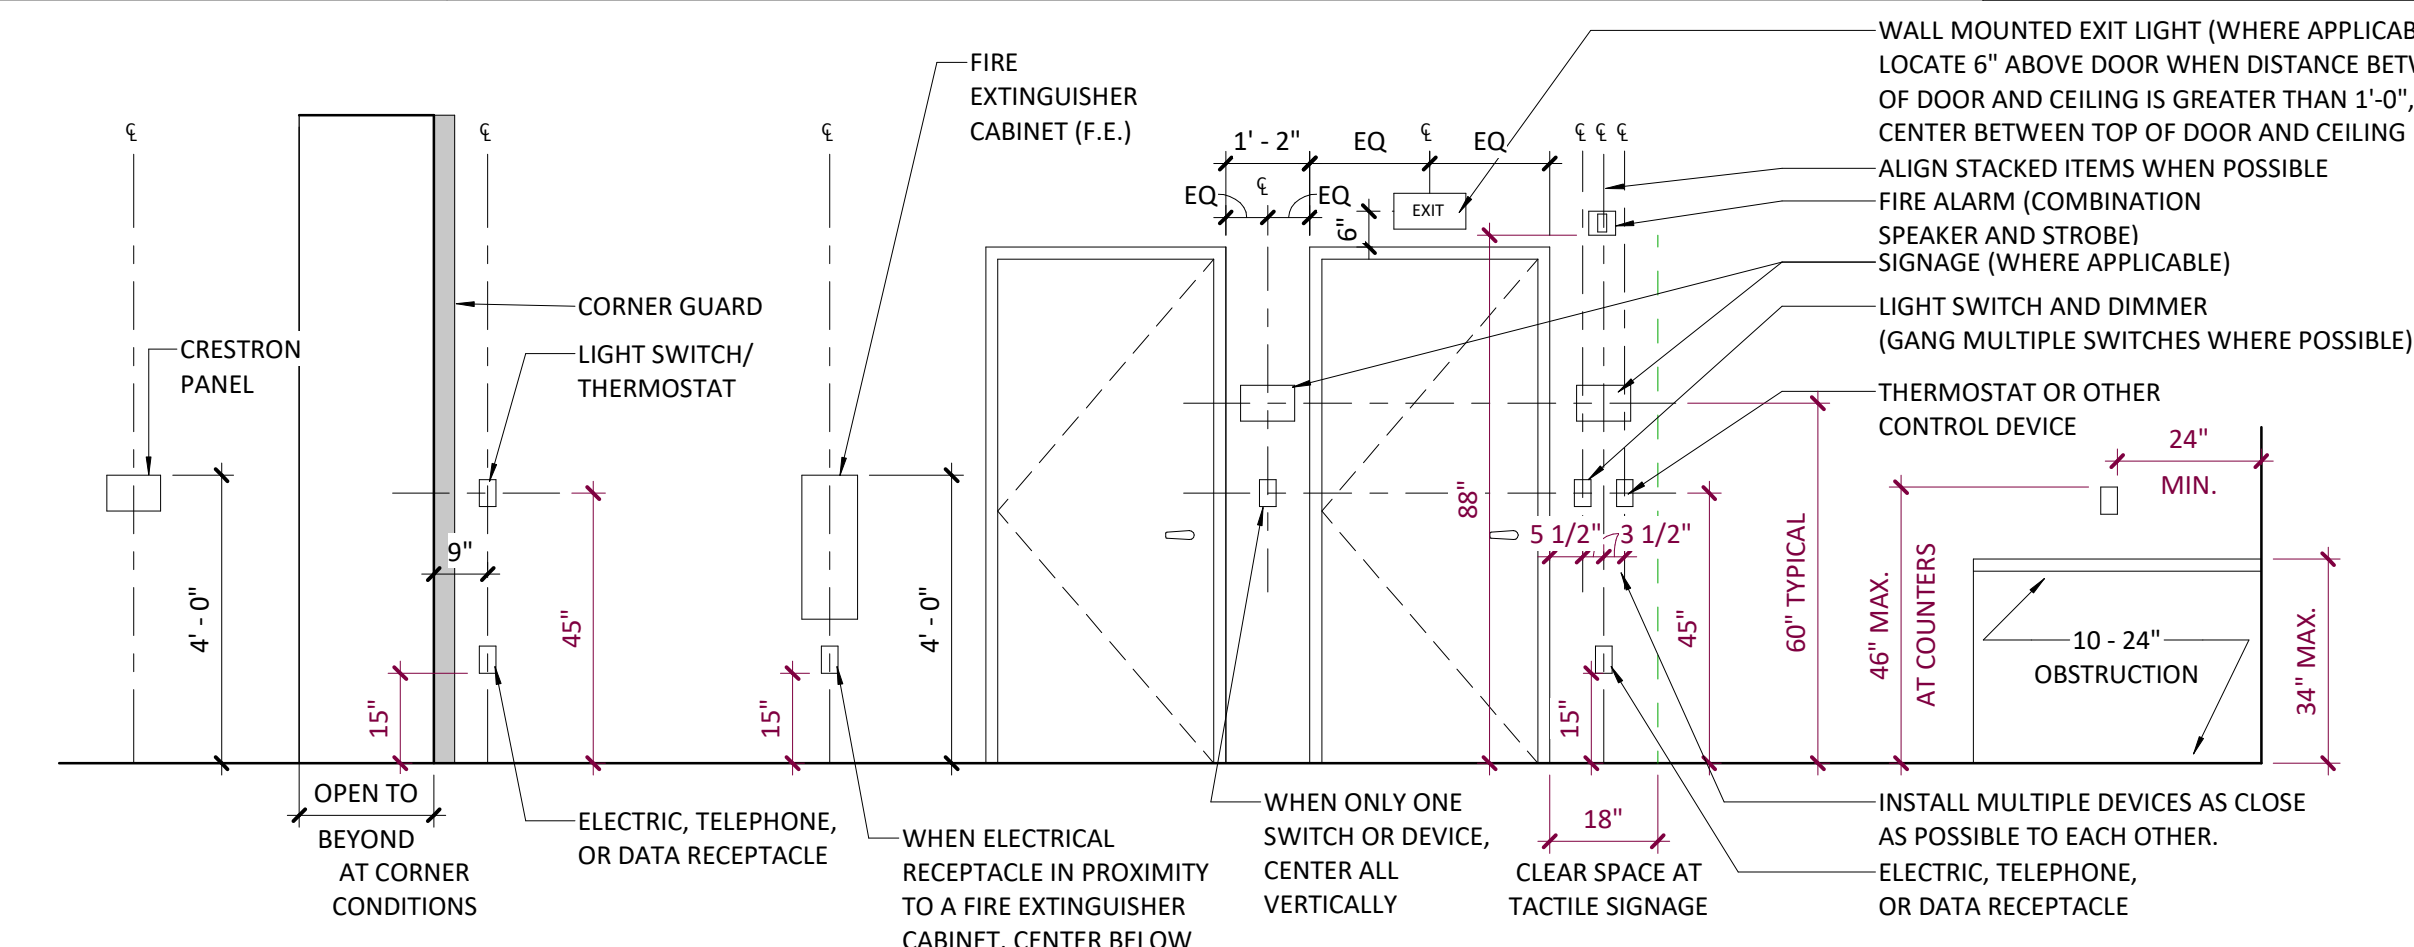 WALL MOUNTED EXIT LIGHT (WHERE APPLICAB
LOCATE 6" ABOVE DOOR WHEN DISTANCE BETW
OF DOOR AND CEILING IS GREATER THAN 1'-0",
CENTER BETWEEN TOP OF DOOR AND CEILING
ALIGN STACKED ITEMS WHEN POSSIBLE
FIRE ALARM (COMBINATION
SPEAKER AND STROBE)
SIGNAGE (WHERE APPLICABLE)
LIGHT SWITCH AND DIMMER
(GANG MULTIPLE SWITCHES WHERE POSSIBLE)
THERMOSTAT OR OTHER
CONTROL DEVICE
FIRE
EXTINGUISHER
CABINET (F.E.)
℄
℄
℄
℄
℄ ℄ ℄
1' - 2"
EQ
EQ
EQ
℄
EQ
EXIT
6"
CORNER GUARD
LIGHT SWITCH/
THERMOSTAT
CRESTRON
PANEL
4' - 0"
9"
15"
45"
15"
4' - 0"
88"
5 1/2"
3 1/2"
15"
45"
60" TYPICAL
46" MAX.
AT COUNTERS
24"
MIN.
10 - 24"
OBSTRUCTION
34" MAX.
OPEN TO
BEYOND
AT CORNER
CONDITIONS
ELECTRIC, TELEPHONE,
OR DATA RECEPTACLE
WHEN ELECTRICAL
RECEPTACLE IN PROXIMITY
TO A FIRE EXTINGUISHER
CABINET, CENTER BELOW
WHEN ONLY ONE
SWITCH OR DEVICE,
CENTER ALL
VERTICALLY
18"
CLEAR SPACE AT
TACTILE SIGNAGE
INSTALL MULTIPLE DEVICES AS CLOSE
AS POSSIBLE TO EACH OTHER.
ELECTRIC, TELEPHONE,
OR DATA RECEPTACLE